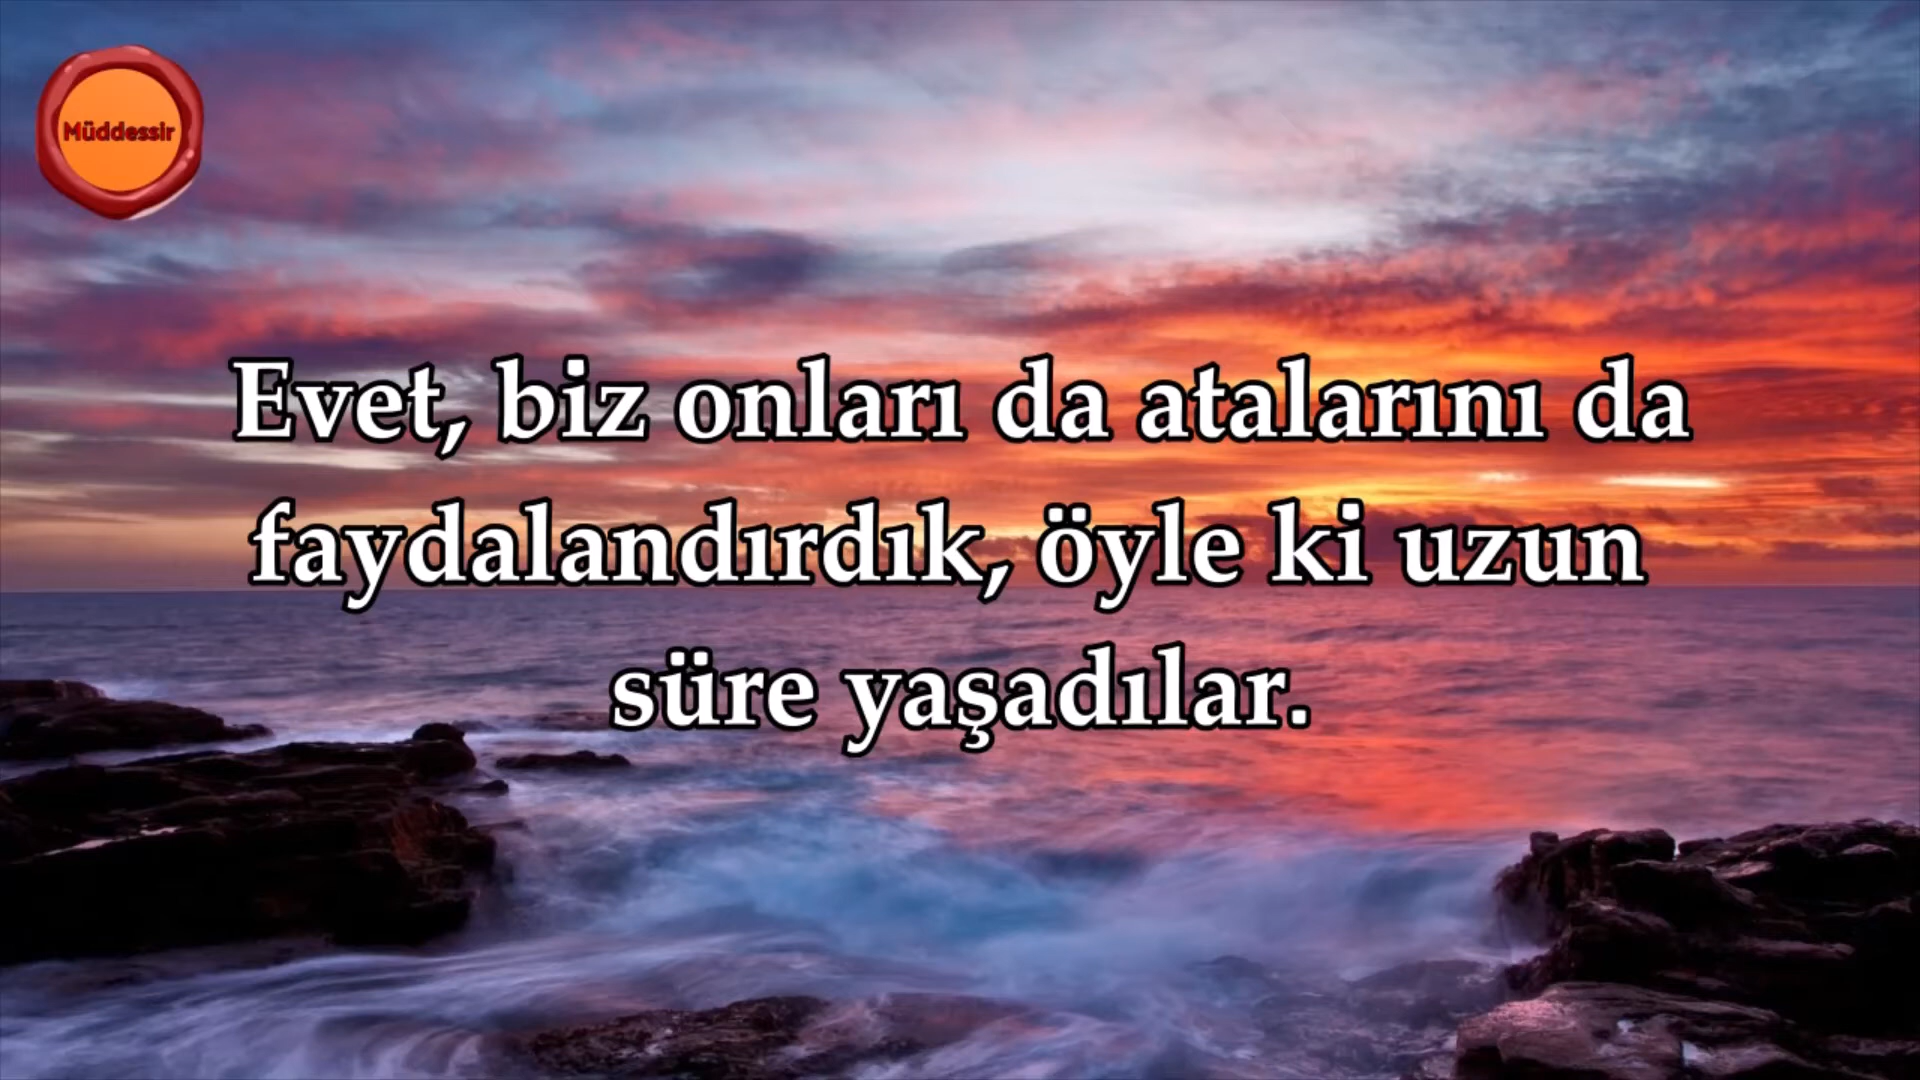 Müddessir
Evet, biz onları da atalarını da
faydalandırdık, öyle ki uzun
süre yaşadılar.